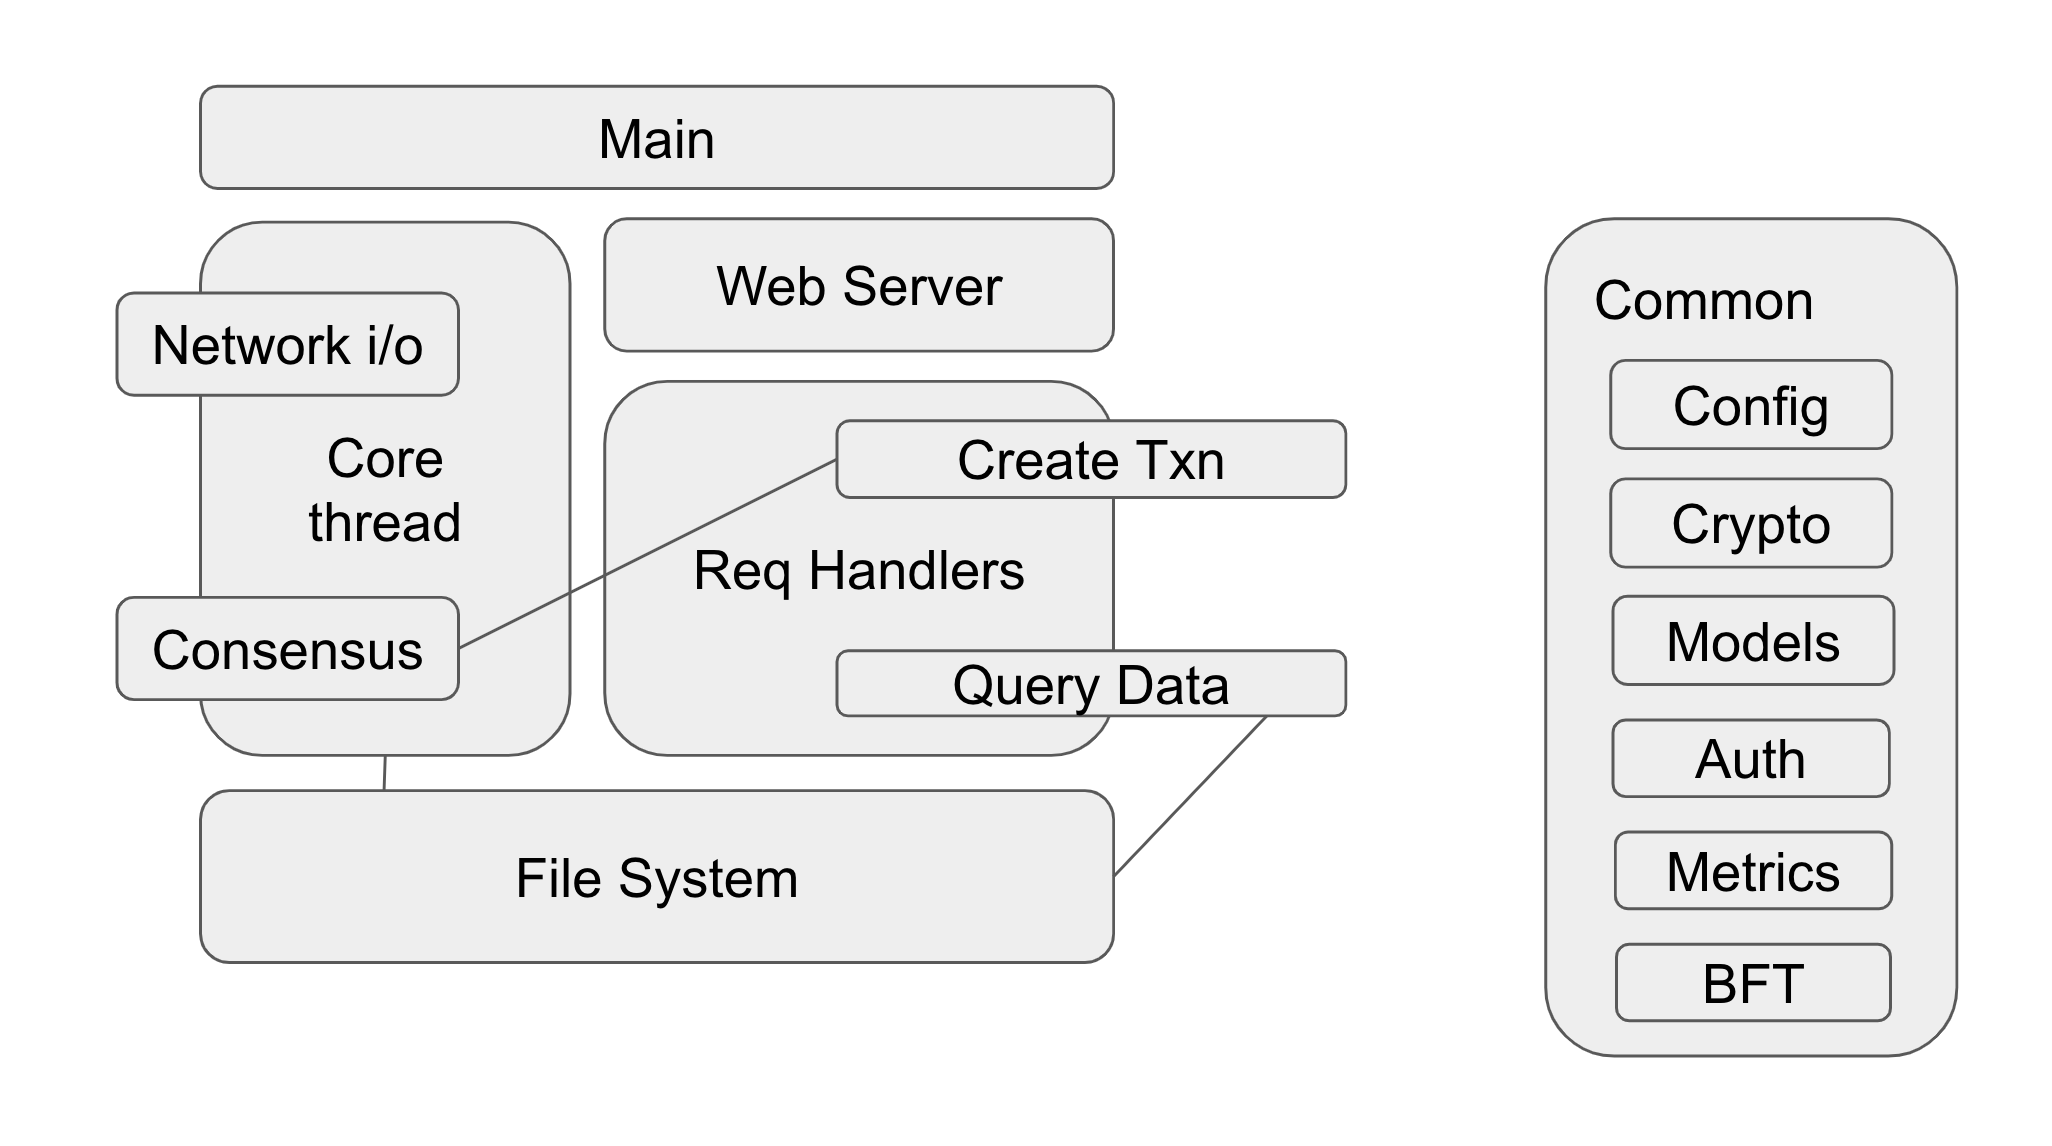 Main
Network i/o
Core
thread
Consensus
Web Server
Create Txn
Req Handlers
Query Data
File System
Common
Config
Crypto
Models
Auth
Metrics
BFT